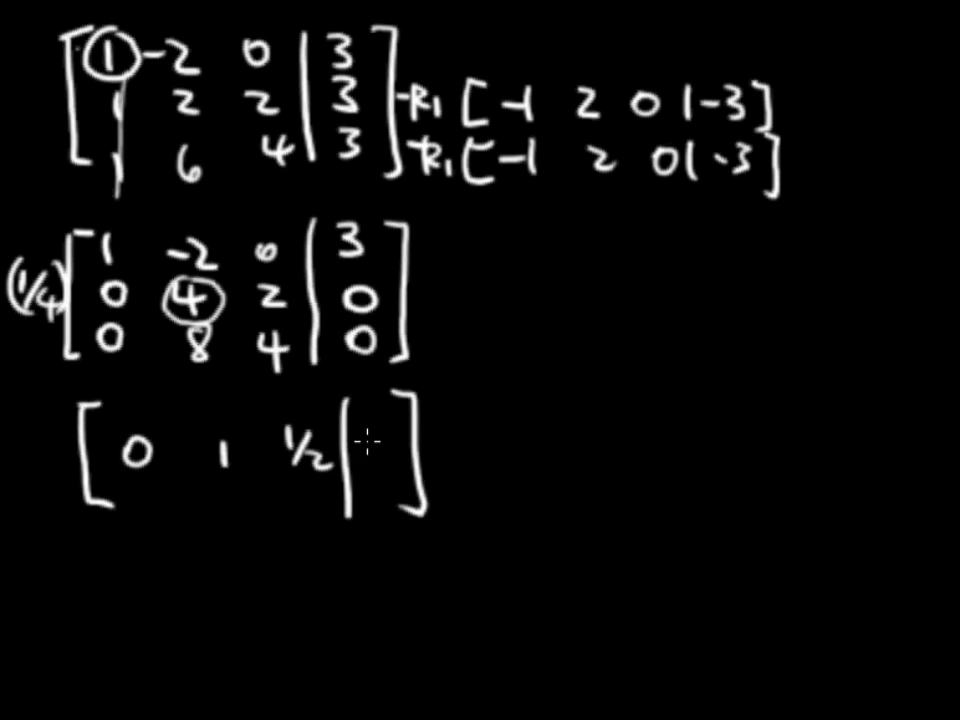 [ 1 -2 0 | 3 ]
[ 1 2 2 | 3 ] -R1 [ -1 2 0 | -3 ]
[ 1 6 4 | 3 ] -R1 [ -1 2 0 | -3 ]
[ 1 -2 0 | 3 ]
(1/4) [ 0 4 2 | 0 ]
[ 0 8 4 | 0 ]
[ 0 1 1/2 | ]